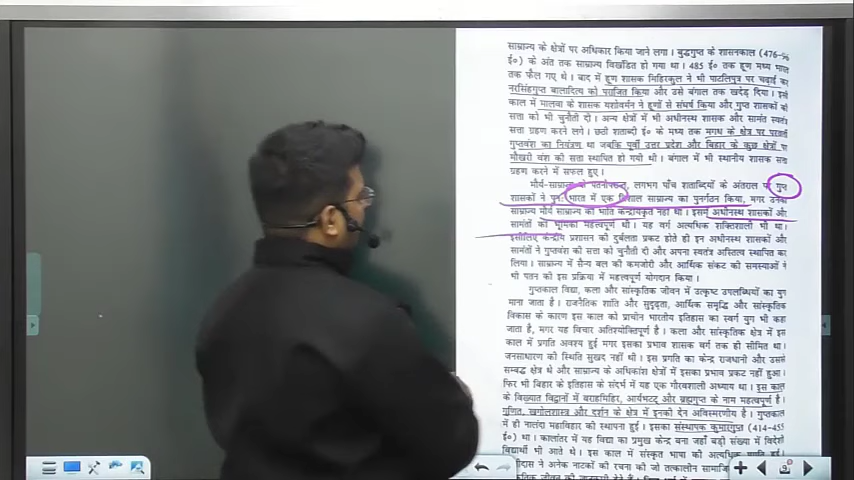 साम्राज्य के क्षेत्रों पर अधिकार किया जाने लगा। बुद्धगुप्त के शासनकाल (476-
ई०) के अंत तक साम्राज्य विखंडित हो गया था। 485 ई० तक हूण मध्य भारत
तक फैल गए थे। बाद में हूण शासक मिहिरकुल ने भी पाटलिपुत्र पर चढ़ाई का
नरसिंहगुप्त बालादित्य को पराजित किया और उसे बंगाल तक खदेड़ दिया। इसी
काल में मालवा के शासक यशोवर्मन ने हूणों से संघर्ष किया और गुप्त शासकों की
सत्ता को भी चुनौती दी। अन्य क्षेत्रों में भी अधीनस्थ शासक और सामंत स्वतंत्र
सत्ता ग्रहण करने लगे। छठी शताब्दी ई० के मध्य तक मगध के क्षेत्र पर परवर्ती
गुप्तवंश का नियंत्रण था जबकि पूर्वी उत्तर प्रदेश और बिहार के कुछ क्षेत्रों पर
मौखरी वंश की सत्ता स्थापित हो गयी थी। बंगाल में भी स्थानीय शासक सत्ता
ग्रहण करने में सफल हुए।
मौर्य-साम्राज्य के पतनोपरान्त, लगभग पाँच शताब्दियों के अंतराल पर गुप्त
शासकों ने पुन: भारत में एक विशाल साम्राज्य का पुनर्गठन किया, मगर उनका
साम्राज्य मौर्य साम्राज्य की भांति केन्द्रीयकृत नहीं था। इसमें अधीनस्थ शासकों और
सामंतों की भूमिका महत्त्वपूर्ण थी। यह वर्ग अत्यधिक शक्तिशाली भी था।
इसीलिए केन्द्रीय प्रशासन की दुर्बलता प्रकट होते ही इन अधीनस्थ शासकों और
सामंतों ने गुप्तवंश की सत्ता को चुनौती दी और अपना स्वतंत्र अस्तित्व स्थापित कर
लिया। साम्राज्य में सैन्य बल की कमजोरी और आर्थिक संकट की समस्याओं ने
भी पतन की इस प्रक्रिया में महत्त्वपूर्ण योगदान किया।
गुप्तकाल विद्या, कला और सांस्कृतिक जीवन में उत्कृष्ट उपलब्धियों का युग
माना जाता है। राजनैतिक शांति और सुदृढ़ता, आर्थिक समृद्धि और सांस्कृतिक
विकास के कारण इस काल को प्राचीन भारतीय इतिहास का स्वर्ण युग भी कहा
जाता है, मगर यह विचार अतिश्योक्तिपूर्ण है। कला और सांस्कृतिक क्षेत्र में इस
काल में प्रगति अवश्य हुई मगर इसका प्रभाव शासक वर्ग तक ही सीमित था।
जनसाधारण की स्थिति सुखद नहीं थी। इस प्रगति का केन्द्र राजधानी और उससे
सम्बद्ध क्षेत्र थे और साम्राज्य के अधिकांश क्षेत्रों में इसका प्रभाव प्रकट नहीं हुआ।
फिर भी बिहार के इतिहास के संदर्भ में यह एक गौरवशाली अध्याय था। इस काल
के विख्यात विद्वानों में वराहमिहिर, आर्यभट्ट और ब्रह्मगुप्त के नाम महत्वपूर्ण है।
गणित, खगोलशास्त्र और दर्शन के क्षेत्र में इनकी देन अविस्मरणीय है। गुप्तकाल
में ही नालंदा महाविहार की स्थापना हुई। इसका संस्थापक कुमारगुप्त (414-455
ई०) था। कालांतर में यह विद्या का प्रमुख केन्द्र बना जहाँ बड़ी संख्या में विदेशी
विद्यार्थी भी आते थे। इस काल में संस्कृत भाषा की अत्यधिक
ने अनेक नाटकों की रचना की जो तत्कालीन